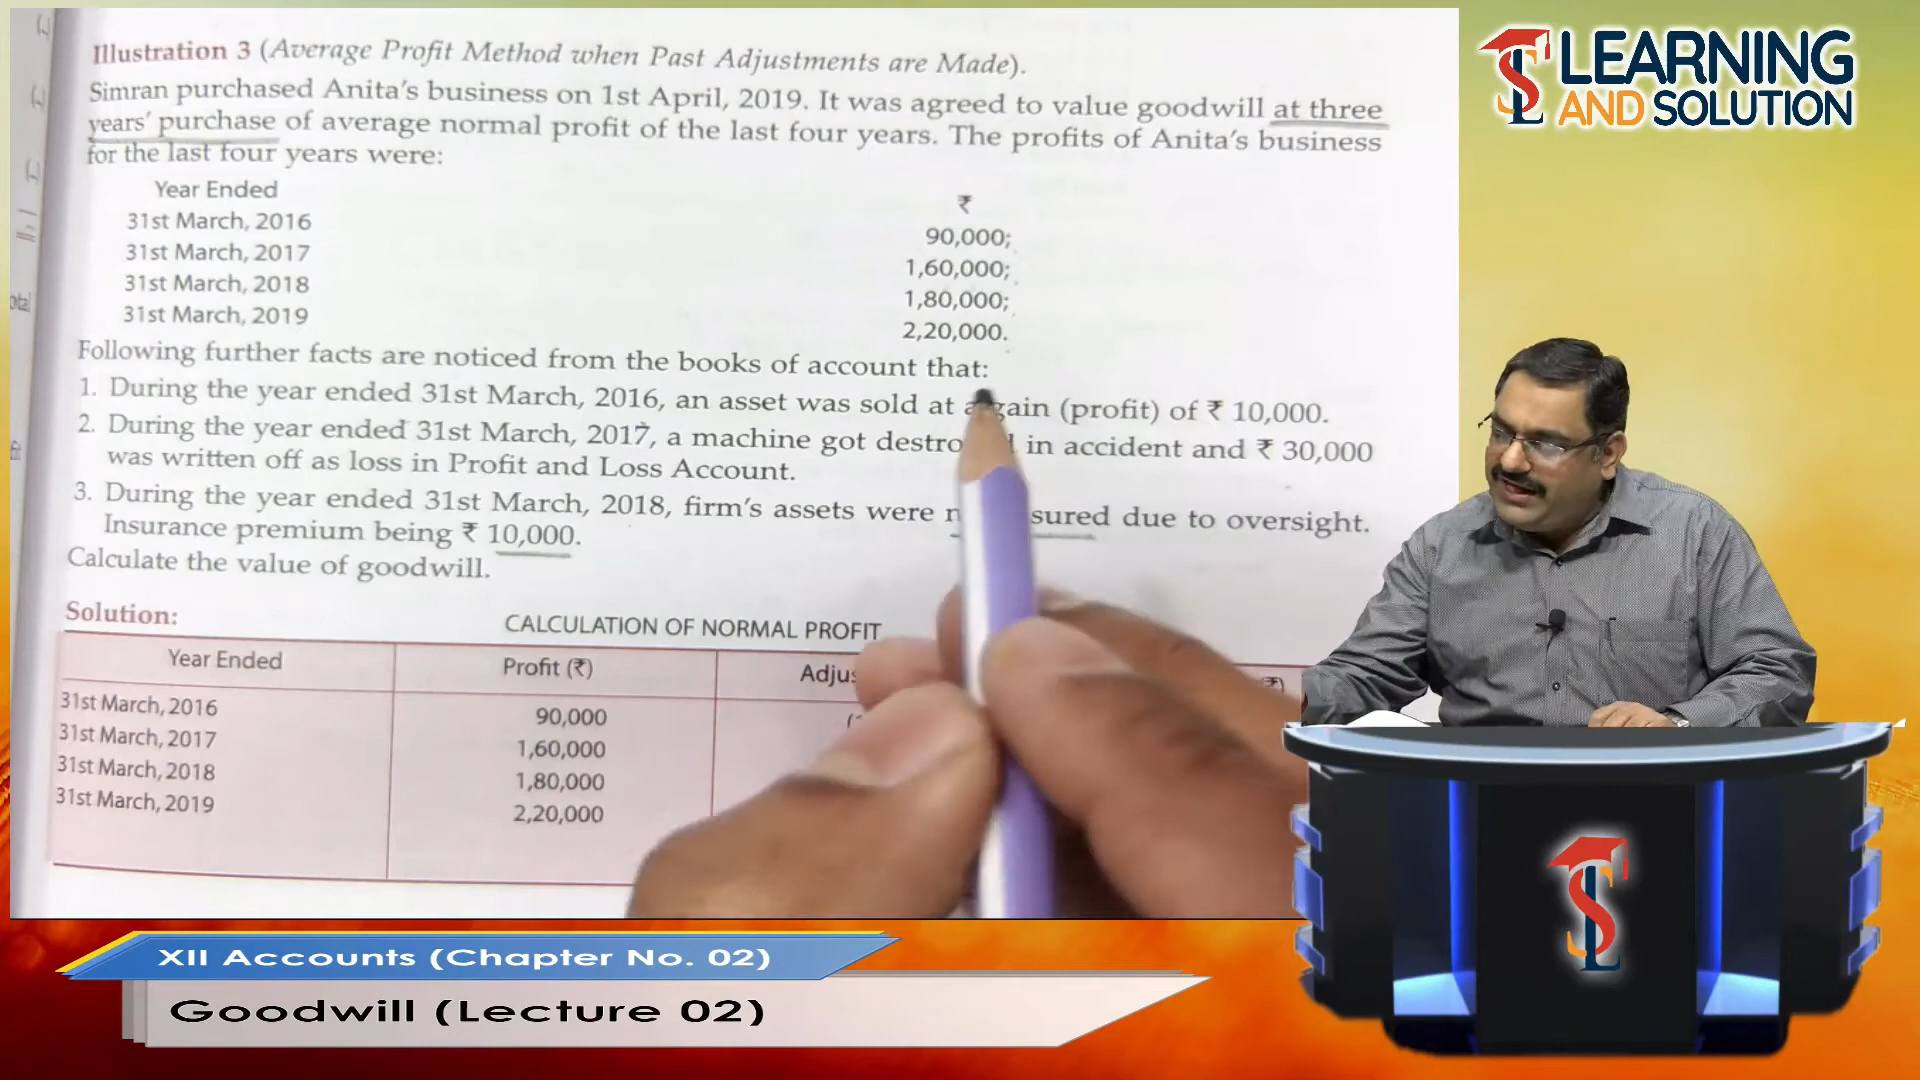 Illustration 3 (Average Profit Method when Past Adjustments are Made).
Simran purchased Anita's business on 1st April, 2019. It was agreed to value goodwill at three
years' purchase of average normal profit of the last four years. The profits of Anita's business
for the last four years were:
Year Ended ₹
31st March, 2016 90,000;
31st March, 2017 1,60,000;
31st March, 2018 1,80,000;
31st March, 2019 2,20,000.
Following further facts are noticed from the books of account that:
1. During the year ended 31st March, 2016, an asset was sold at gain (profit) of ₹ 10,000.
2. During the year ended 31st March, 2017, a machine got in accident and ₹ 30,000
was written off as loss in Profit and Loss Account.
3. During the year ended 31st March, 2018, firm's assets were due to oversight.
Insurance premium being ₹ 10,000.
Calculate the value of goodwill.
Solution:
CALCULATION OF NORMAL PROFIT
Year Ended Profit (₹) (₹)
31st March, 2016 90,000
31st March, 2017 1,60,000
31st March, 2018 1,80,000
31st March, 2019 2,20,000
LEARNING
AND SOLUTION
XII Accounts (Chapter No. 02)
Goodwill (Lecture 02)